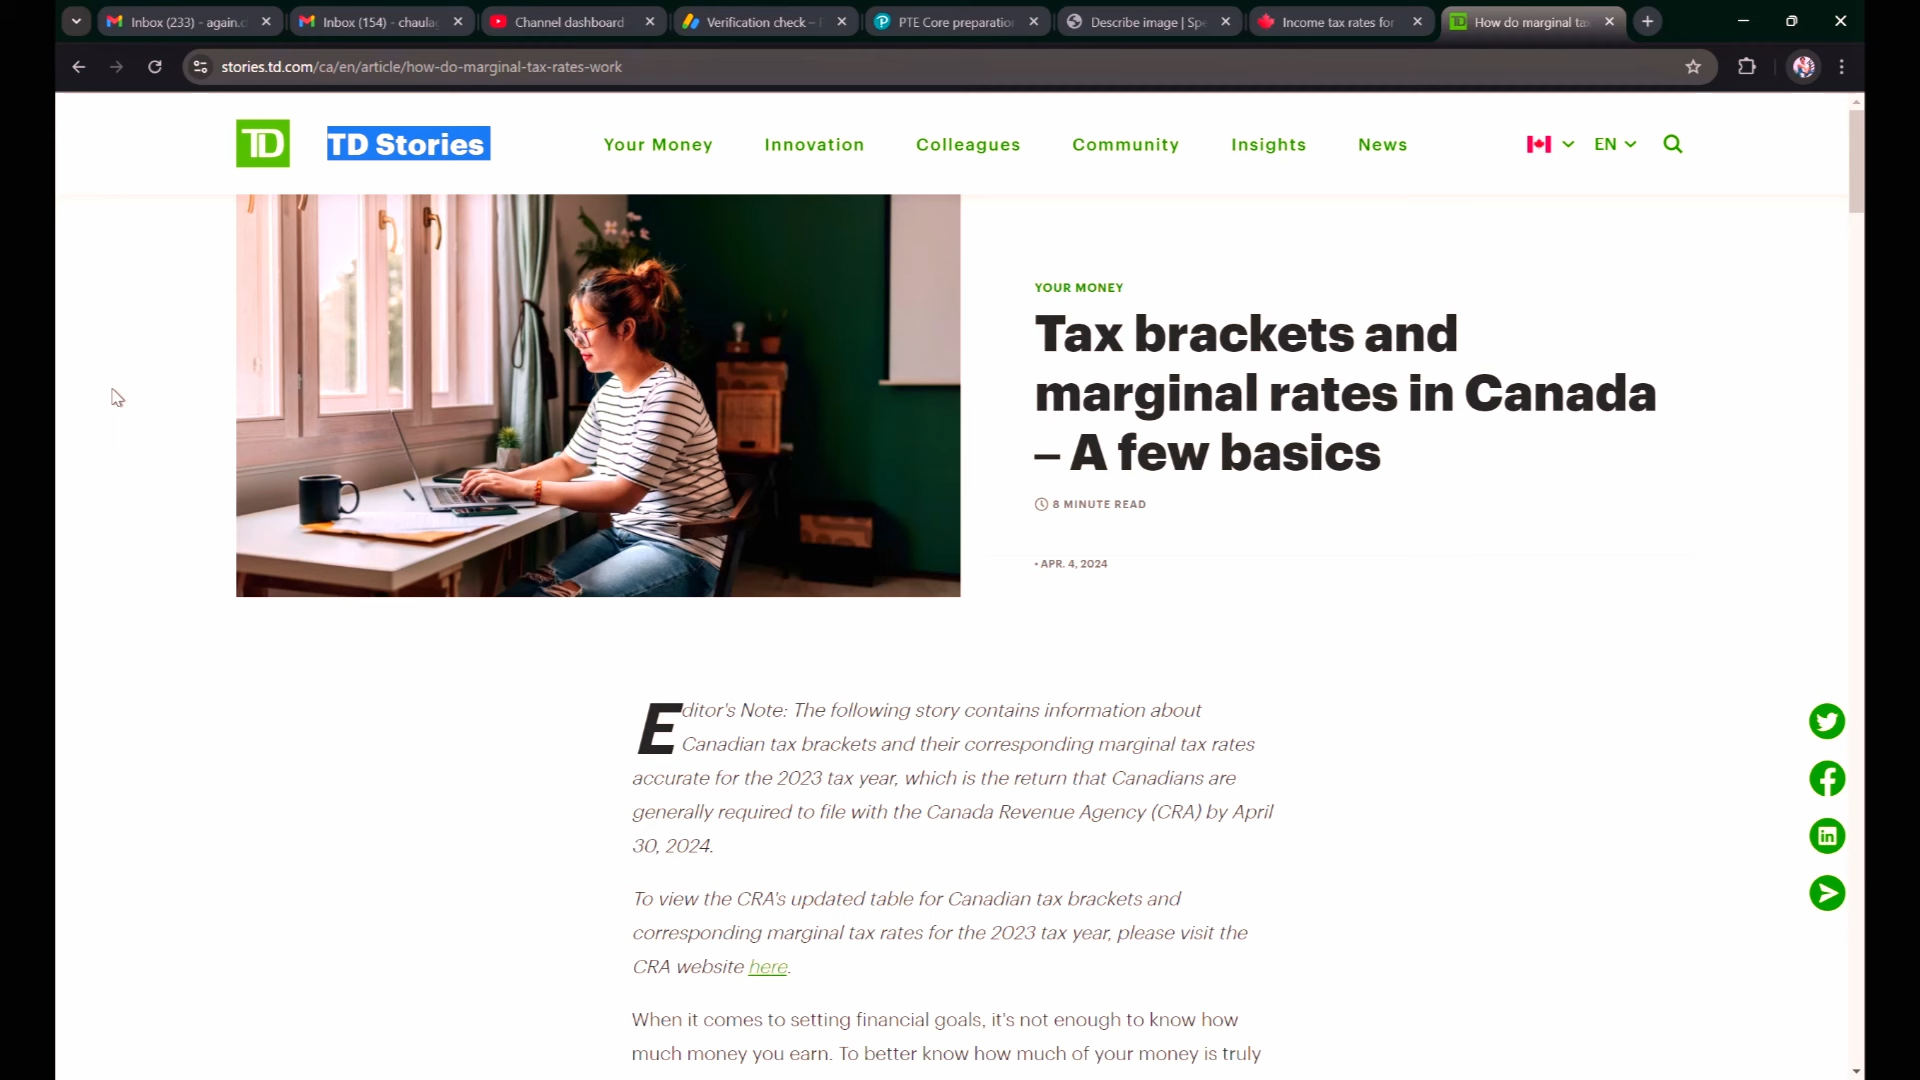 Inbox (233) - again.c
Inbox (154) - chaula
Channel dashboard
Verification check –
PTE Core preparatio
Describe image | Spe
Income tax rates for
How do marginal ta
stories.td.com/ca/en/article/how-do-marginal-tax-rates-work
TD
TD Stories
Your Money
Innovation
Colleagues
Community
Insights
News
EN
YOUR MONEY
Tax brackets and
marginal rates in Canada
– A few basics
8 MINUTE READ
• APR. 4, 2024
Editor's Note: The following story contains information about
Canadian tax brackets and their corresponding marginal tax rates
accurate for the 2023 tax year, which is the return that Canadians are
generally required to file with the Canada Revenue Agency (CRA) by April
30, 2024.
To view the CRA's updated table for Canadian tax brackets and
corresponding marginal tax rates for the 2023 tax year, please visit the
CRA website here.
When it comes to setting financial goals, it's not enough to know how
much money you earn. To better know how much of your money is truly